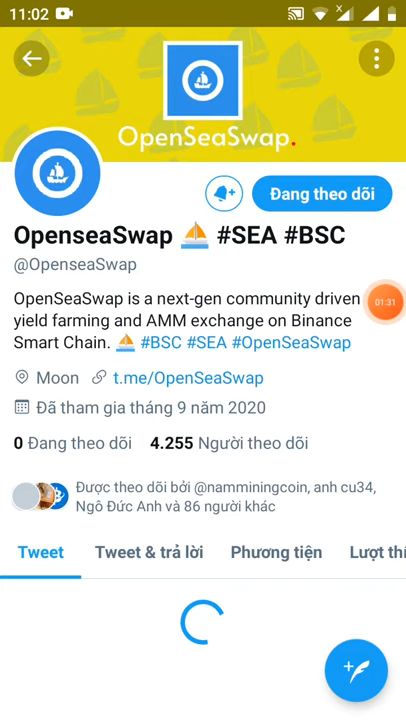 11:02
OpenSeaSwap.
Đang theo dõi
OpenseaSwap ⛵ #SEA #BSC
@OpenseaSwap
OpenSeaSwap is a next-gen community driven
yield farming and AMM exchange on Binance
Smart Chain. ⛵ #BSC #SEA #OpenSeaSwap
01:31
Moon t.me/OpenSeaSwap
Đã tham gia tháng 9 năm 2020
0 Đang theo dõi 4.255 Người theo dõi
Được theo dõi bởi @namminingcoin, anh cu34,
Ngô Đức Anh và 86 người khác
Tweet Tweet & trả lời Phương tiện Lượt thí